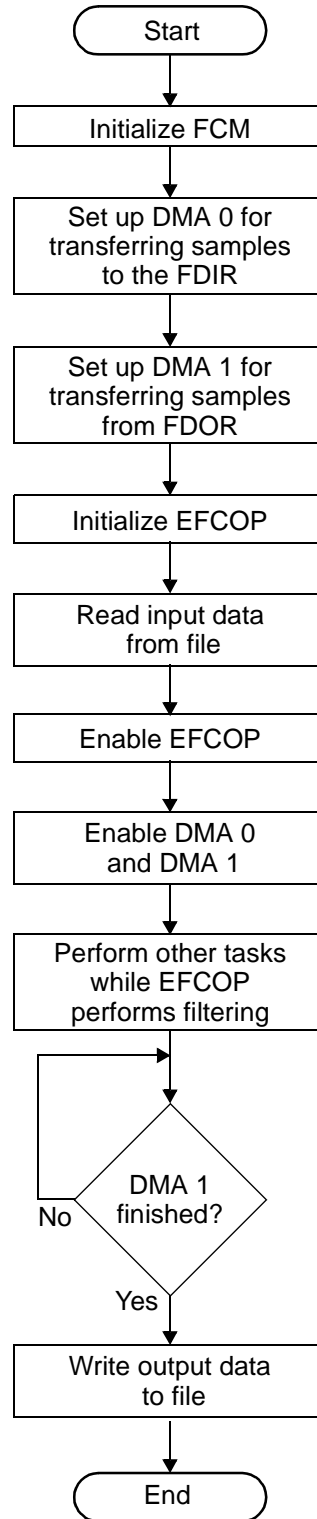 Start
Initialize FCM
Set up DMA 0 for
transferring samples
to the FDIR
Set up DMA 1 for
transferring samples
from FDOR
Initialize EFCOP
Read input data
from file
Enable EFCOP
Enable DMA 0
and DMA 1
Perform other tasks
while EFCOP
performs filtering
DMA 1
finished?
No
Yes
Write output data
to file
End